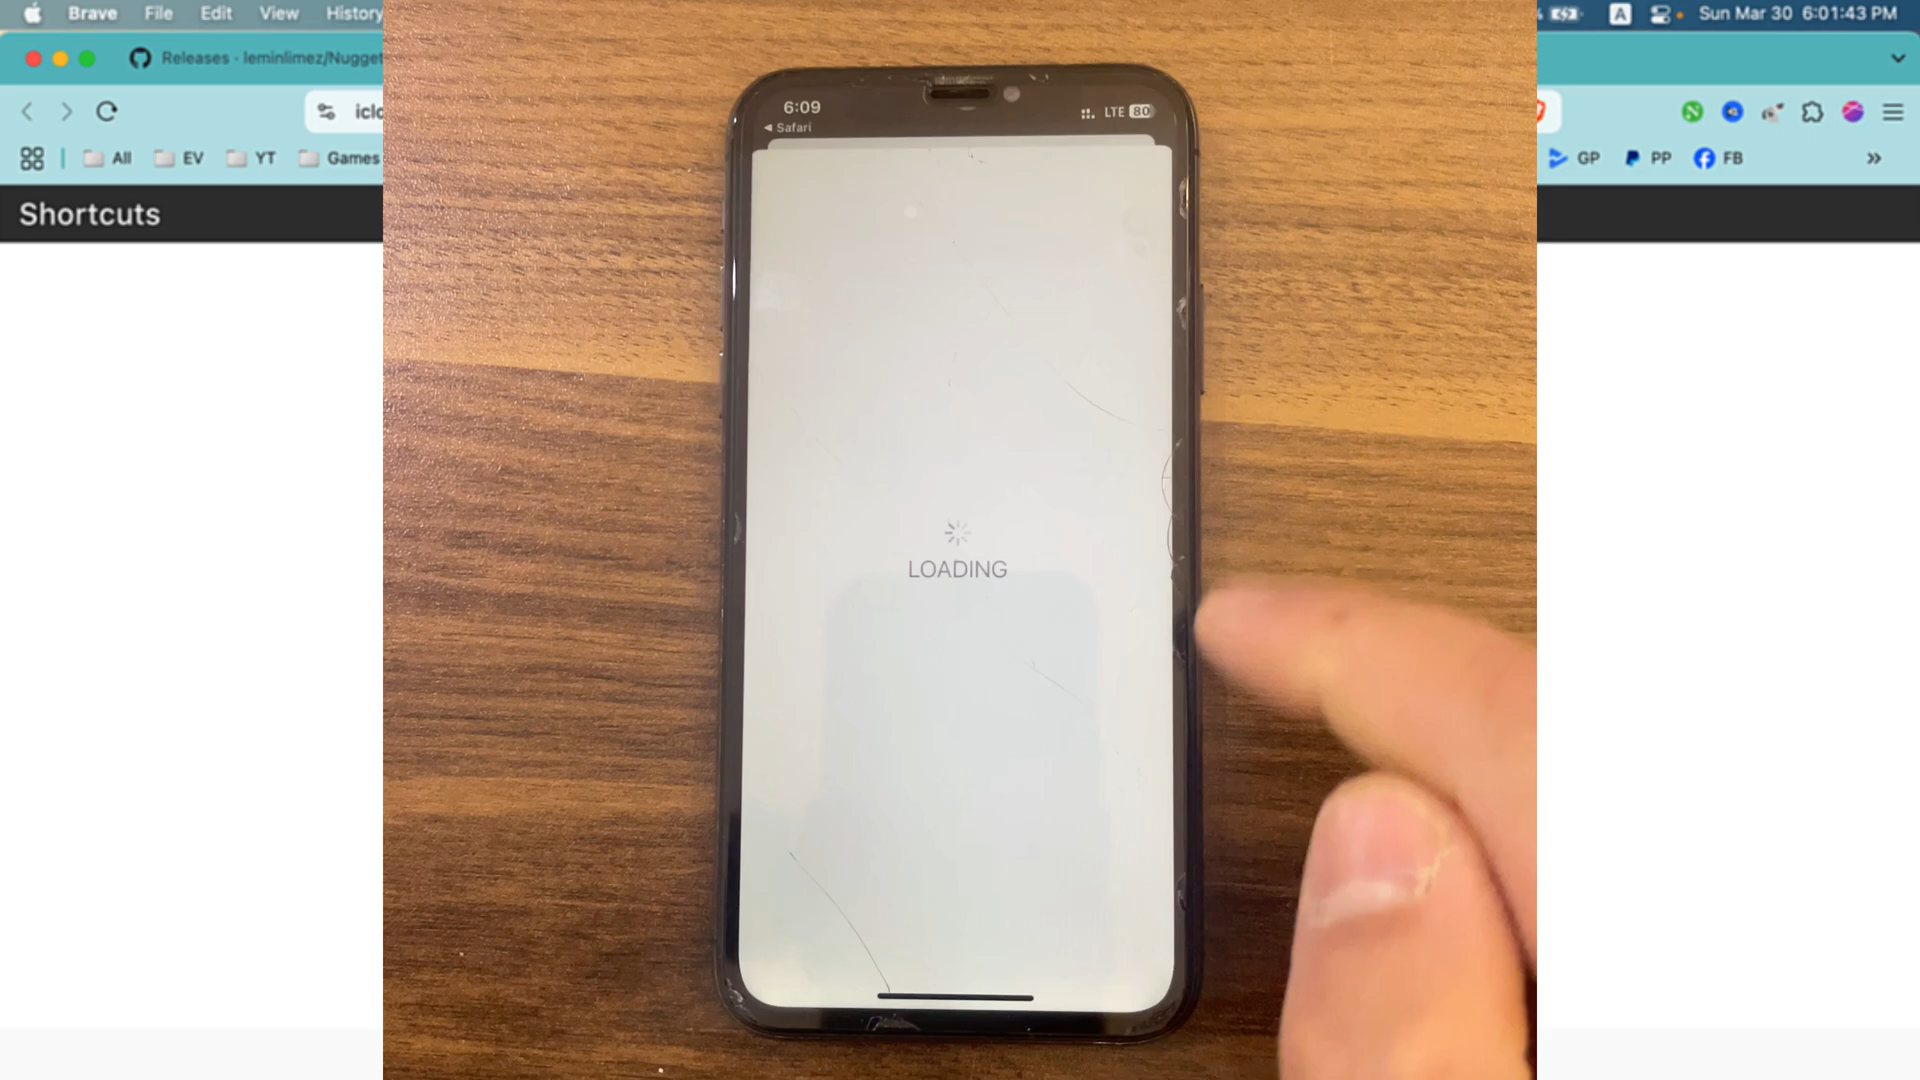 Brave File Edit View History
A Sun Mar 30 6:01:43 PM
Releases · leminlimez/Nugget
iclo
All EV YT Games
GP PP FB
Shortcuts
6:09
LTE 80
Safari
LOADING